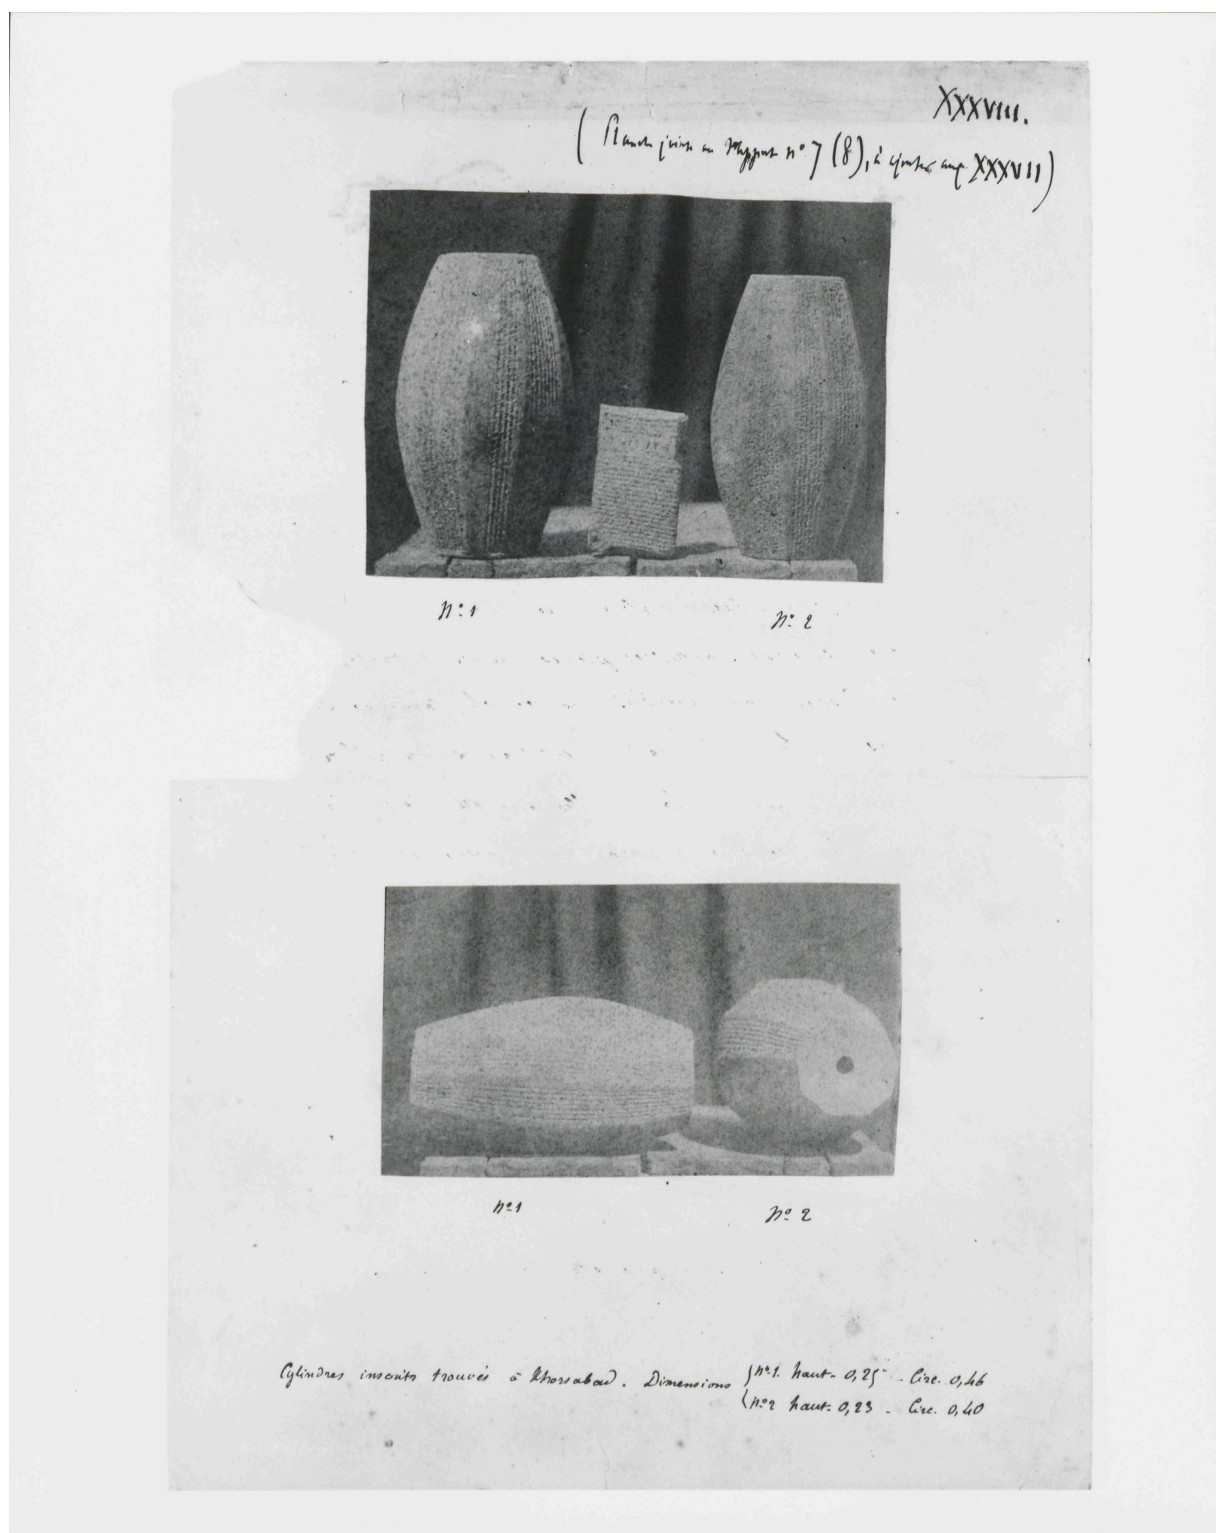 XXXVIII.
(Planche jointe au Rapport n° 7 (8), à ajouter aux XXXVII)
N° 1
N° 2
n° 1
N° 2
Cylindres inscrits trouvés à Khorsabad. Dimensions
n° 1. haut. 0,25 - Circ. 0,46
n° 2 haut. 0,23 - Circ. 0,40